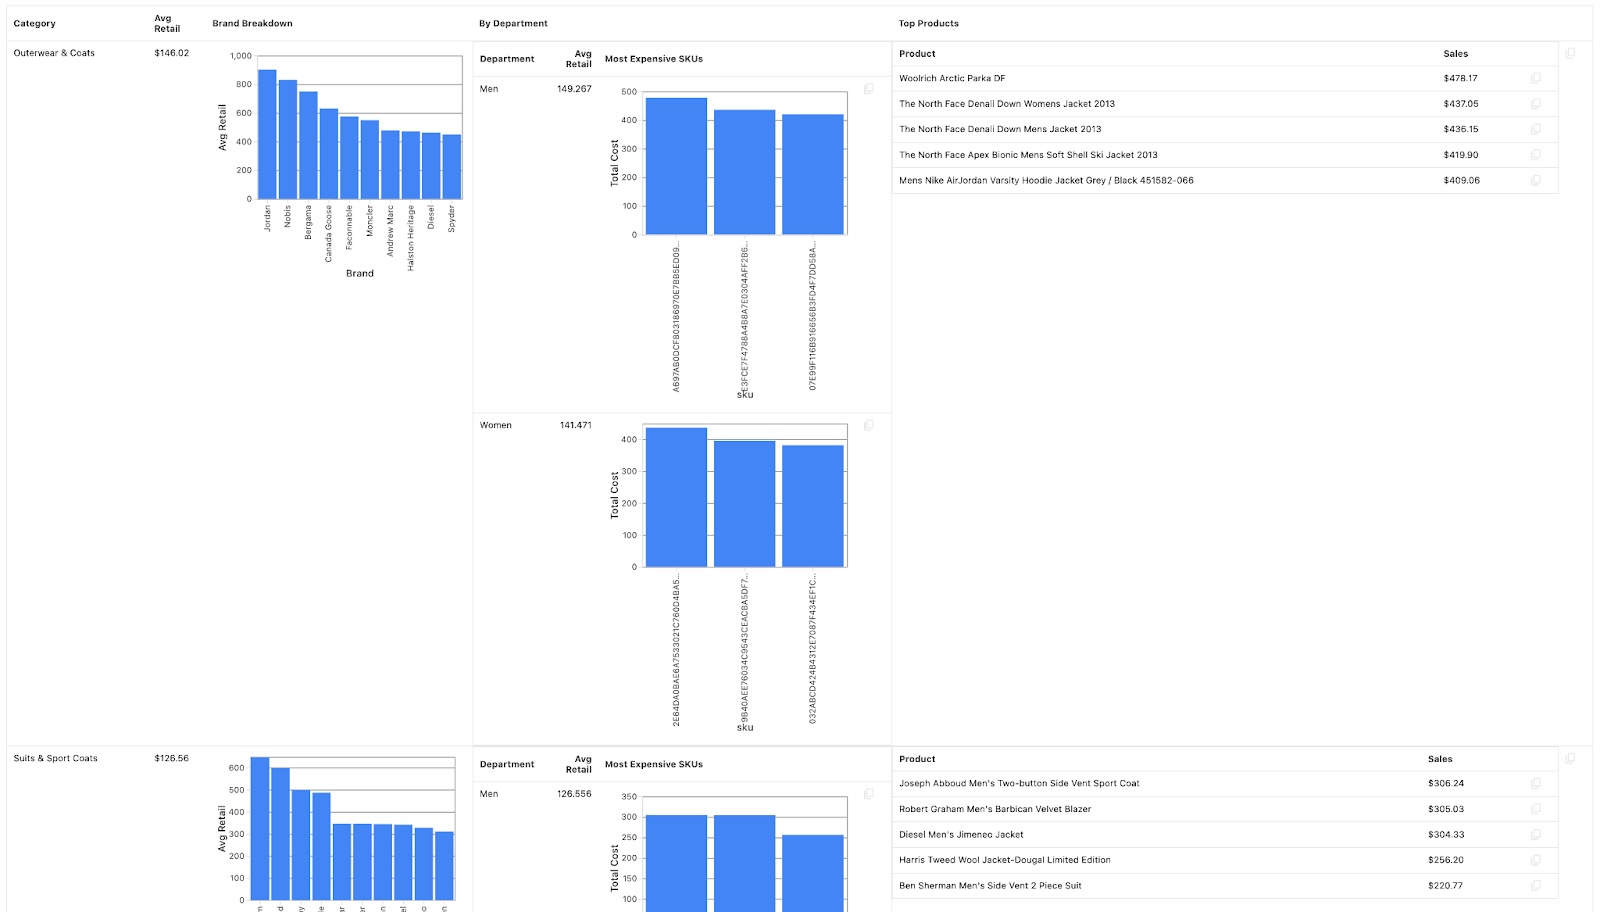 Category
Avg
Retail
Brand Breakdown
By Department
Top Products
Outerwear & Coats
$146.02
1,000
800
600
400
200
0
Avg Retail
Jordan
Nobis
Bergama
Canada Goose
Faconnable
Moncler
Andrew Marc
Halston Heritage
Diesel
Spyder
Brand
Department
Avg
Retail
Most Expensive SKUs
Men
149.267
500
400
300
200
100
0
Total Cost
A697AB0DCF803186970E7BB5ED09...
E3FCE7F4788A4B8A7E0304AFF2B6...
07E99F116B916656B3FD4F7DD58A...
sku
Women
141.471
400
300
200
100
0
Total Cost
2E64DA0BAE6A7533021C760D4BA5...
9B40AEE76034C9543CEAC8A5DF7...
032ABCD424B4312E7087F434EF1C...
sku
Product
Sales
Woolrich Arctic Parka DF
$478.17
The North Face Denali Down Womens Jacket 2013
$437.05
The North Face Denali Down Mens Jacket 2013
$436.15
The North Face Apex Bionic Mens Soft Shell Ski Jacket 2013
$419.90
Mens Nike AirJordan Varsity Hoodie Jacket Grey / Black 451582-066
$409.06
Suits & Sport Coats
$126.56
600
500
400
300
200
100
0
Avg Retail
Department
Avg
Retail
Most Expensive SKUs
Men
126.556
350
300
250
200
150
100
Total Cost
Product
Sales
Joseph Abboud Men's Two-button Side Vent Sport Coat
$306.24
Robert Graham Men's Barbican Velvet Blazer
$305.03
Diesel Men's Jimeneo Jacket
$304.33
Harris Tweed Wool Jacket-Dougal Limited Edition
$256.20
Ben Sherman Men's Side Vent 2 Piece Suit
$220.77